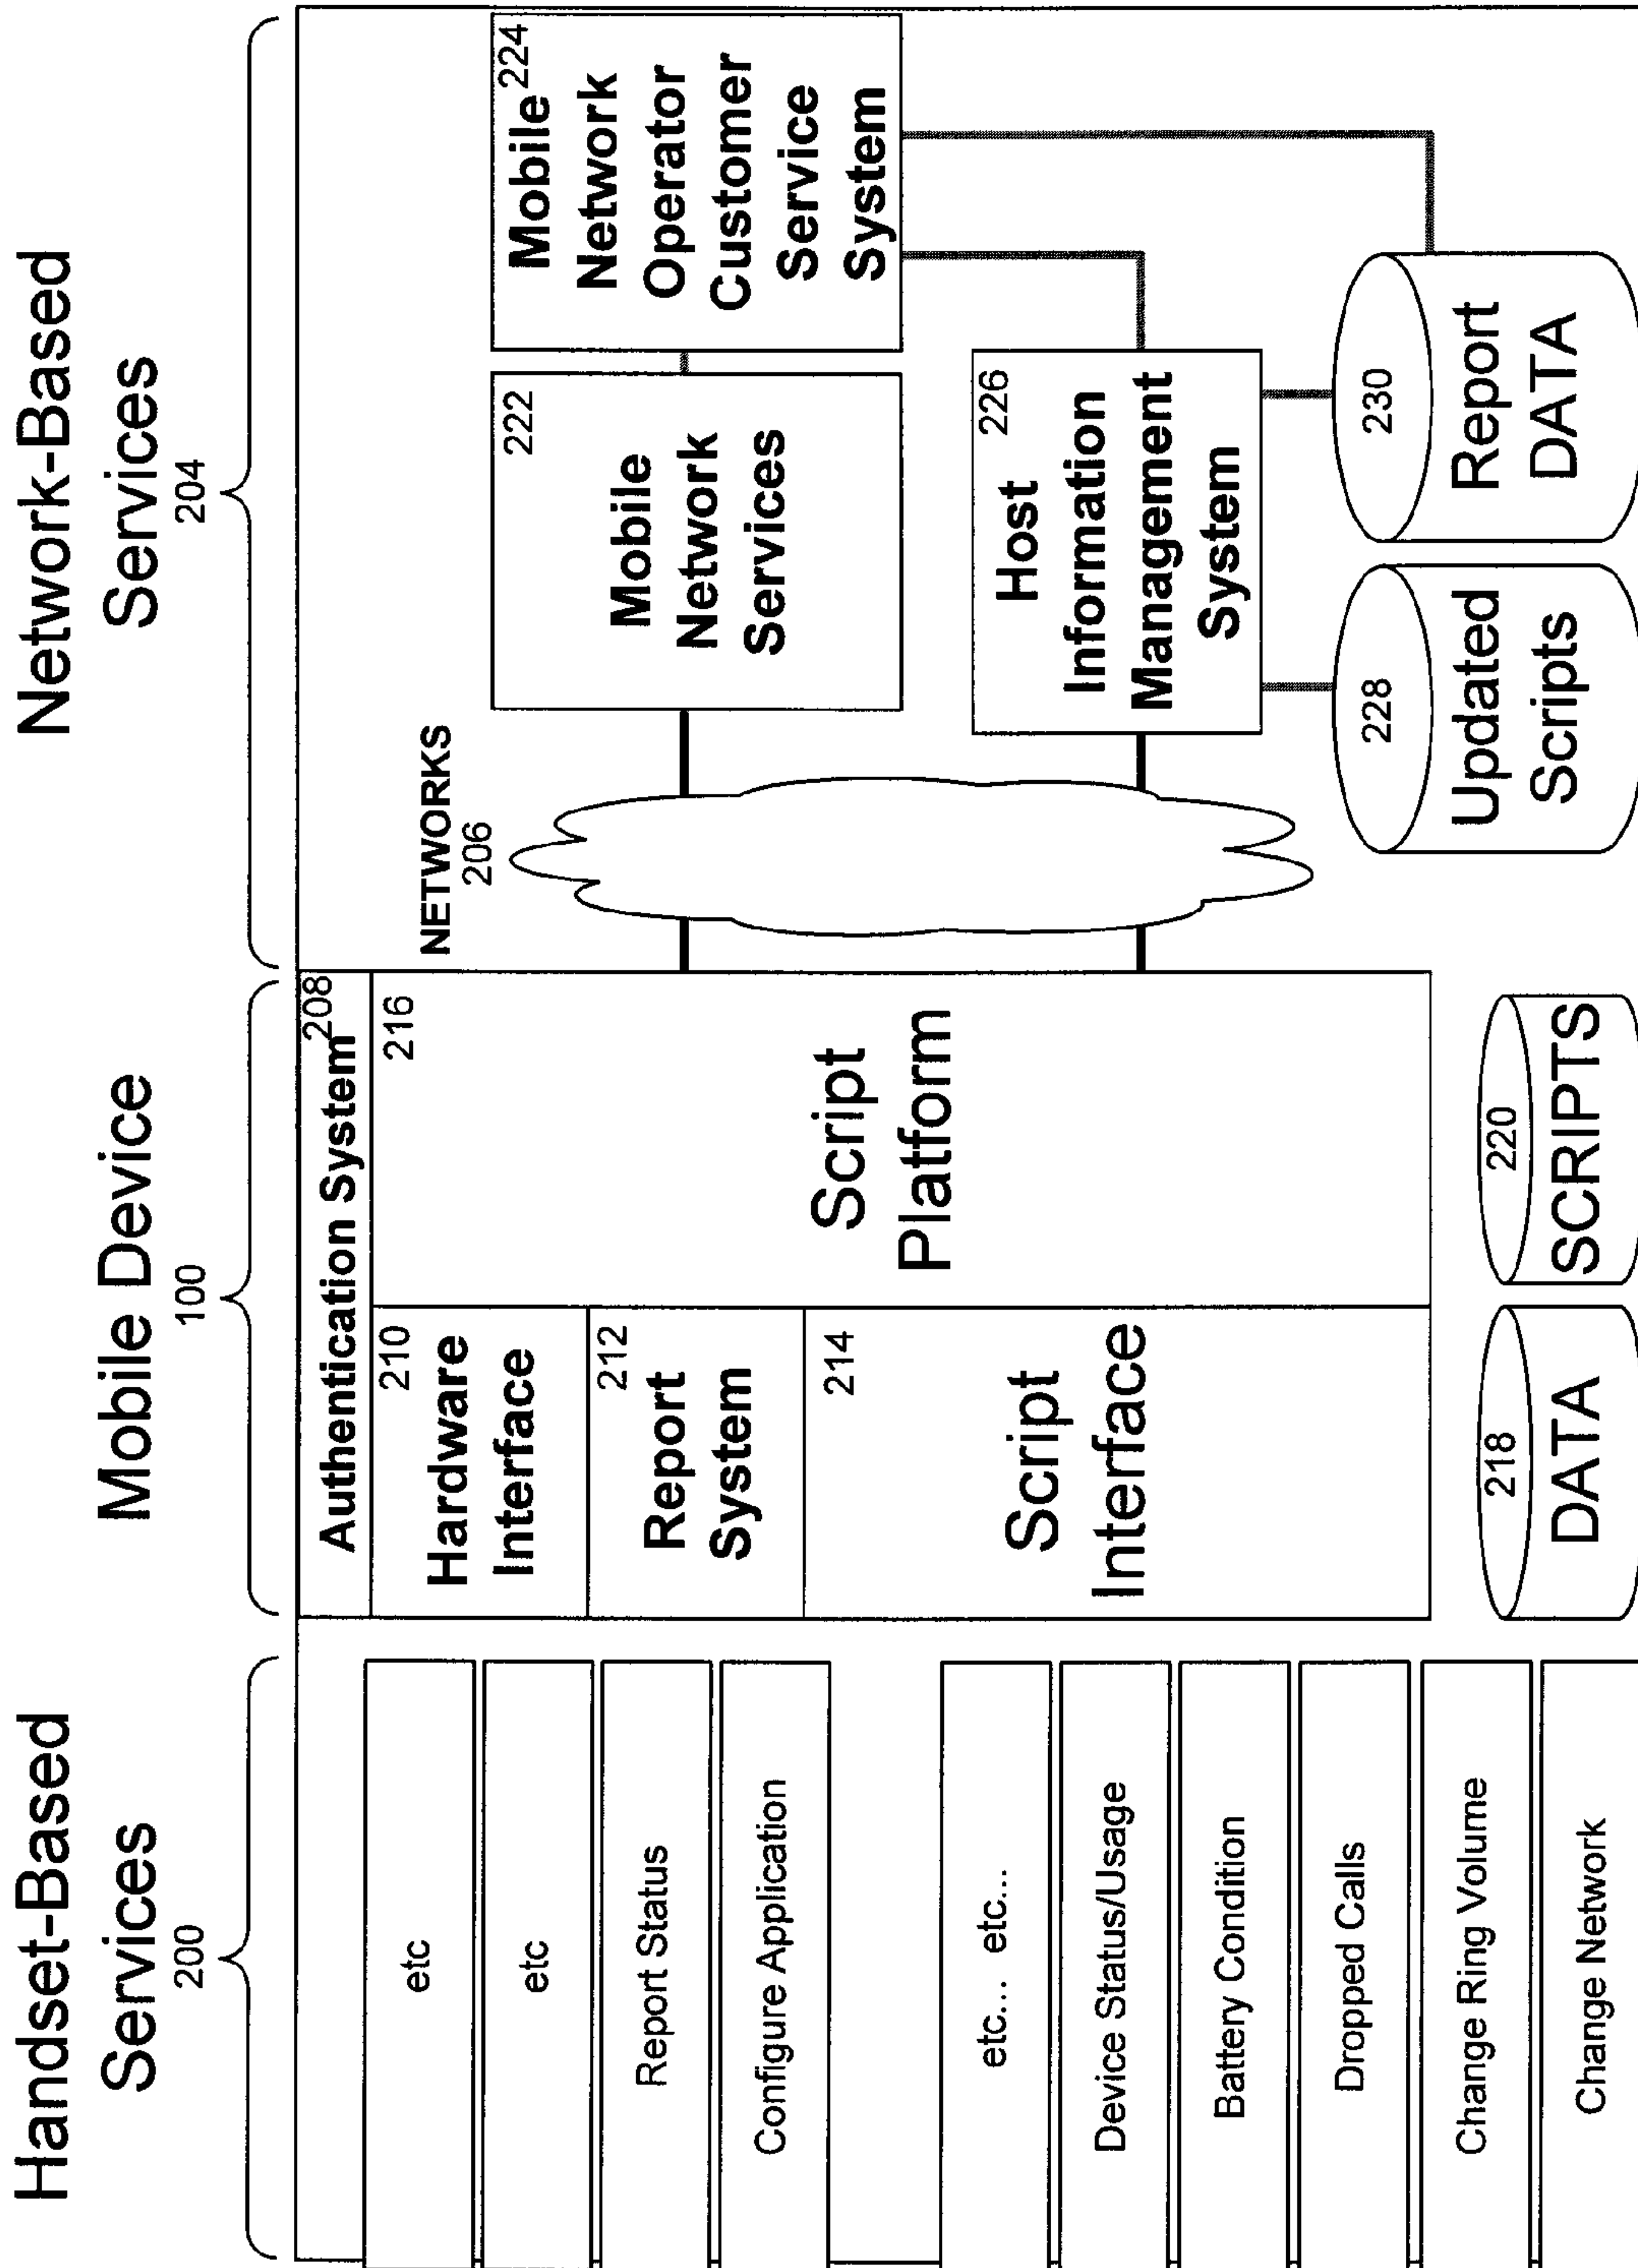 Handset-Based
Services
200
Mobile Device
100
Network-Based
Services
204
etc
etc
Report Status
Configure Application
etc... etc...
Device Status/Usage
Battery Condition
Dropped Calls
Change Ring Volume
Change Network
Authentication System
208
210
Hardware
Interface
212
Report
System
214
Script
Interface
216
Script
Platform
218
DATA
220
SCRIPTS
NETWORKS
206
222
Mobile
Network
Services
224
Mobile
Network
Operator
Customer
Service
System
226
Host
Information
Management
System
228
Updated
Scripts
230
Report
DATA